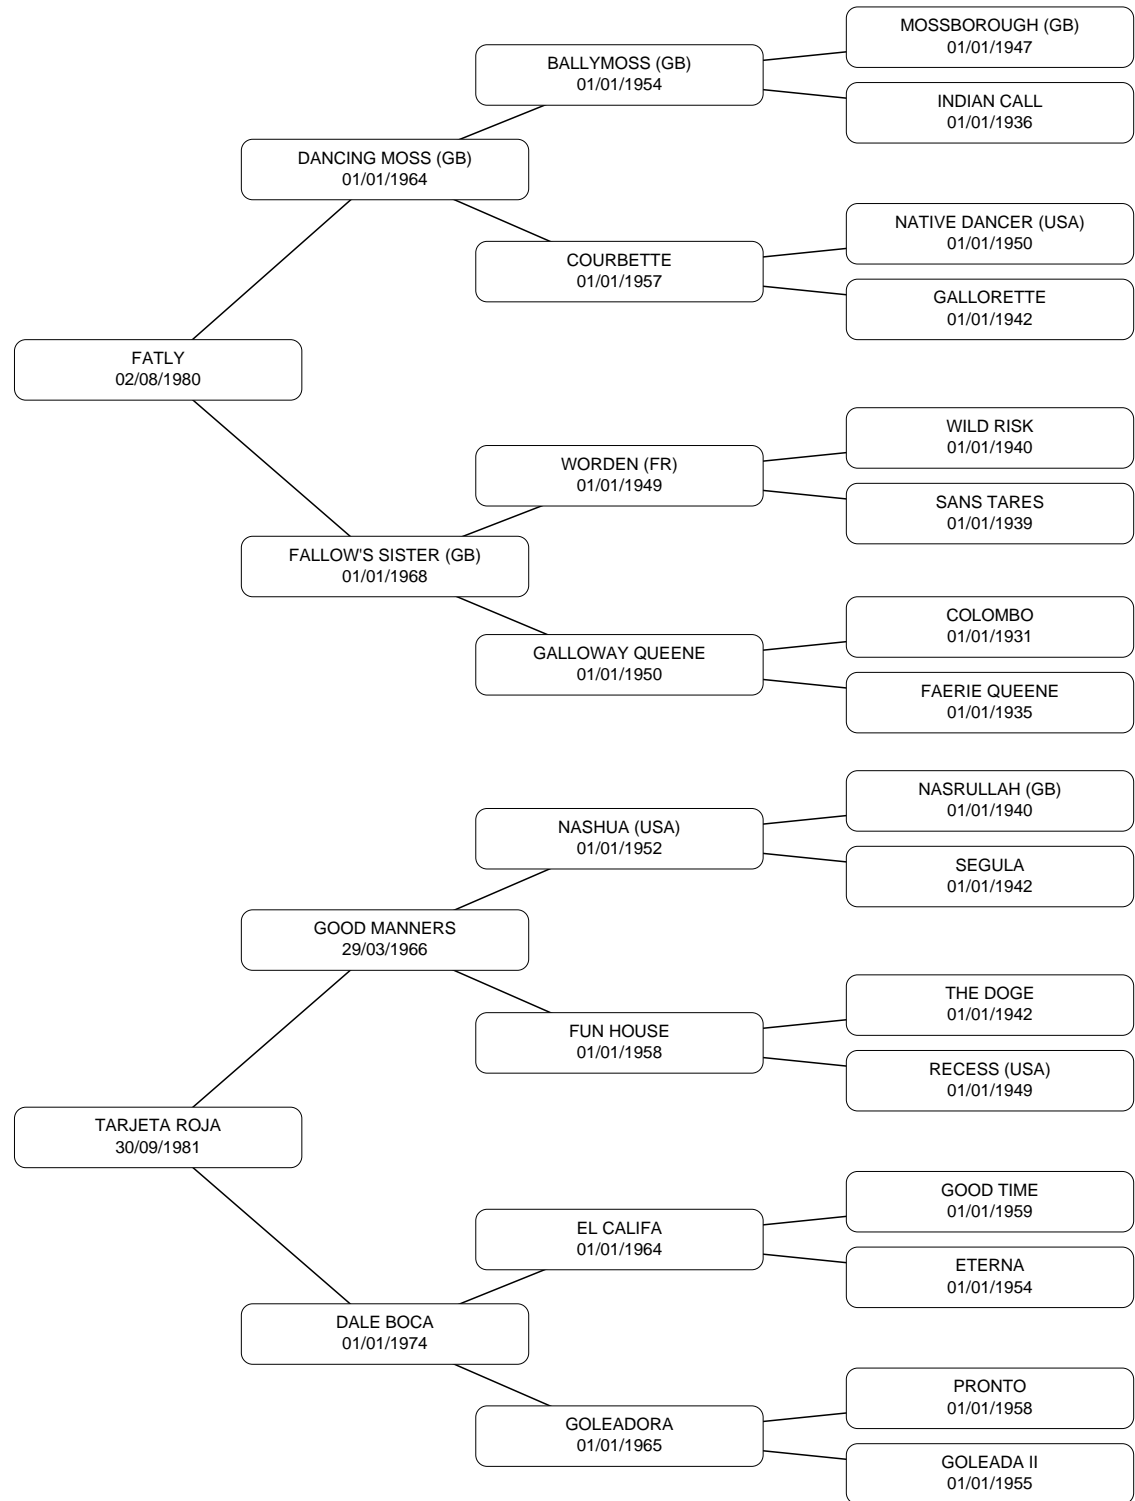 MOSSBOROUGH (GB)
01/01/1947
BALLYMOSS (GB)
01/01/1954
INDIAN CALL
01/01/1936
DANCING MOSS (GB)
01/01/1964
NATIVE DANCER (USA)
01/01/1950
COURBETTE
01/01/1957
GALLORETTE
01/01/1942
FATLY
02/08/1980
WILD RISK
01/01/1940
WORDEN (FR)
01/01/1949
SANS TARES
01/01/1939
FALLOW'S SISTER (GB)
01/01/1968
COLOMBO
01/01/1931
GALLOWAY QUEENE
01/01/1950
FAERIE QUEENE
01/01/1935
NASRULLAH (GB)
01/01/1940
NASHUA (USA)
01/01/1952
SEGULA
01/01/1942
GOOD MANNERS
29/03/1966
THE DOGE
01/01/1942
FUN HOUSE
01/01/1958
RECESS (USA)
01/01/1949
TARJETA ROJA
30/09/1981
GOOD TIME
01/01/1959
EL CALIFA
01/01/1964
ETERNA
01/01/1954
DALE BOCA
01/01/1974
PRONTO
01/01/1958
GOLEADORA
01/01/1965
GOLEADA II
01/01/1955